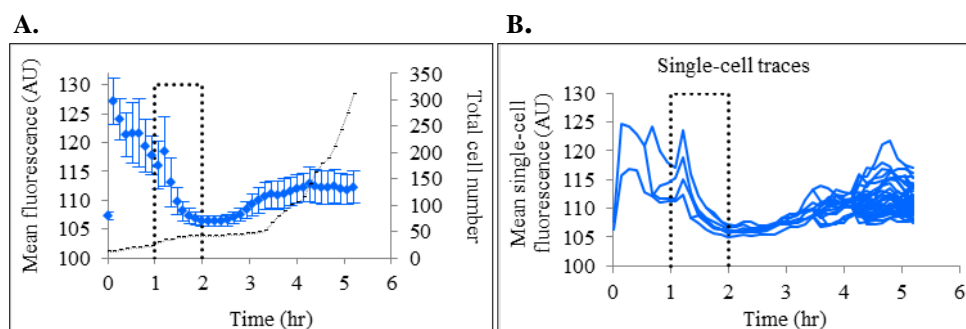 A.
Mean fluorescence (AU)
130
125
120
115
110
105
100
0 1 2 3 4 5 6
Time (hr)
350
300
250
200
150
100
50
0
Total cell number
B.
Single-cell traces
Mean single-cell
fluorescence (AU)
130
125
120
115
110
105
100
0 1 2 3 4 5 6
Time (hr)